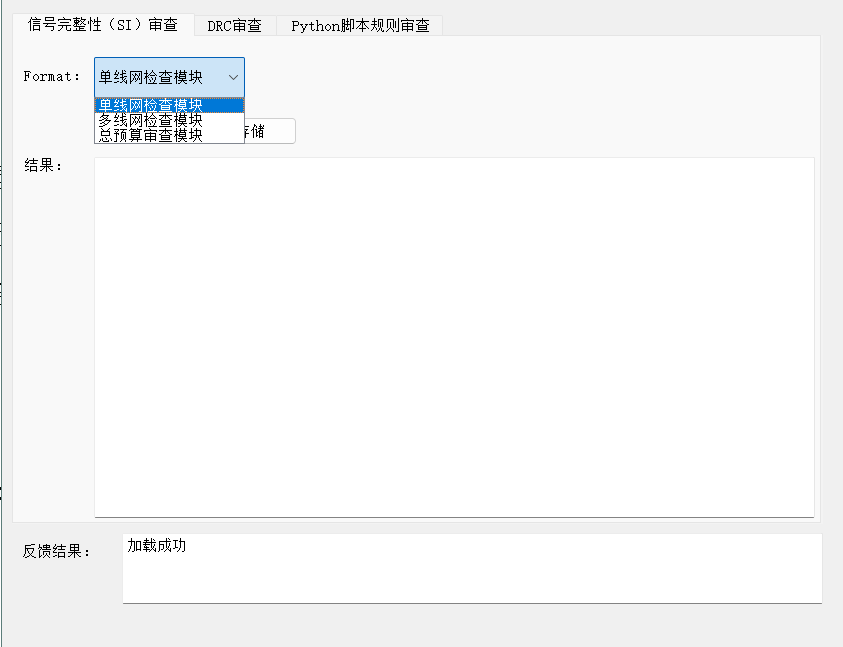 信号完整性（SI）审查
DRC审查
Python脚本规则审查
Format:
单线网检查模块
单线网检查模块
多线网检查模块
总预算审查模块
储
结果：
反馈结果：
加载成功